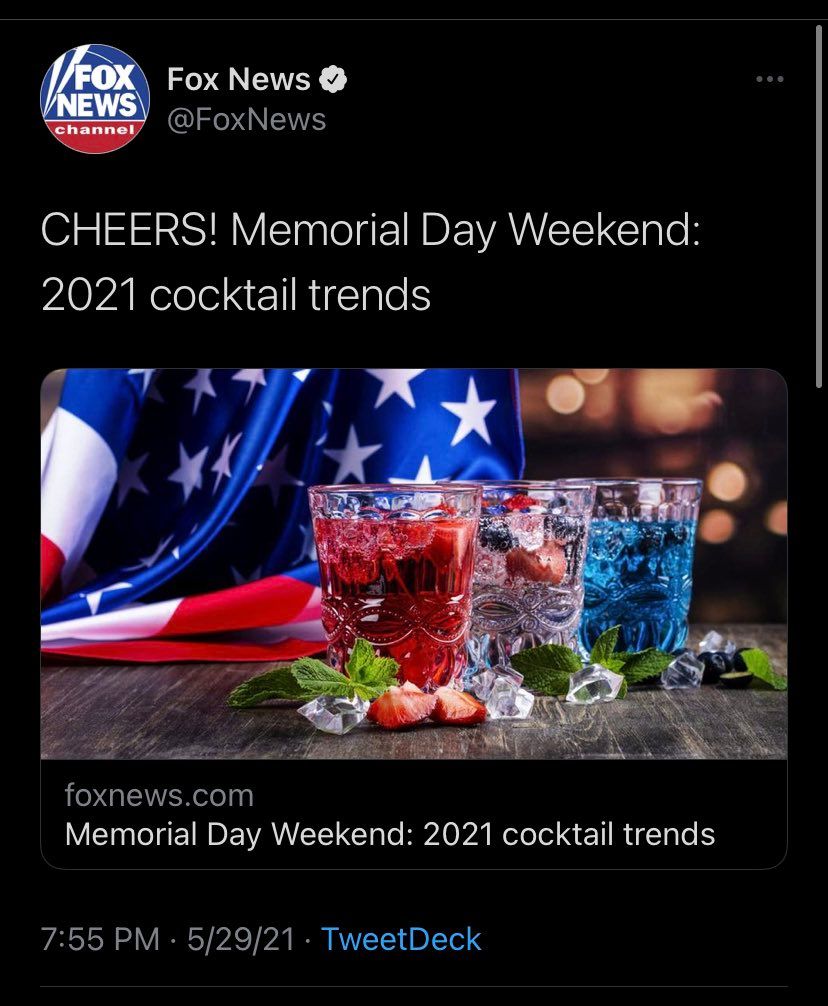 FOX
NEWS
channel
Fox News
@FoxNews
CHEERS! Memorial Day Weekend:
2021 cocktail trends
foxnews.com
Memorial Day Weekend: 2021 cocktail trends
7:55 PM · 5/29/21 · TweetDeck